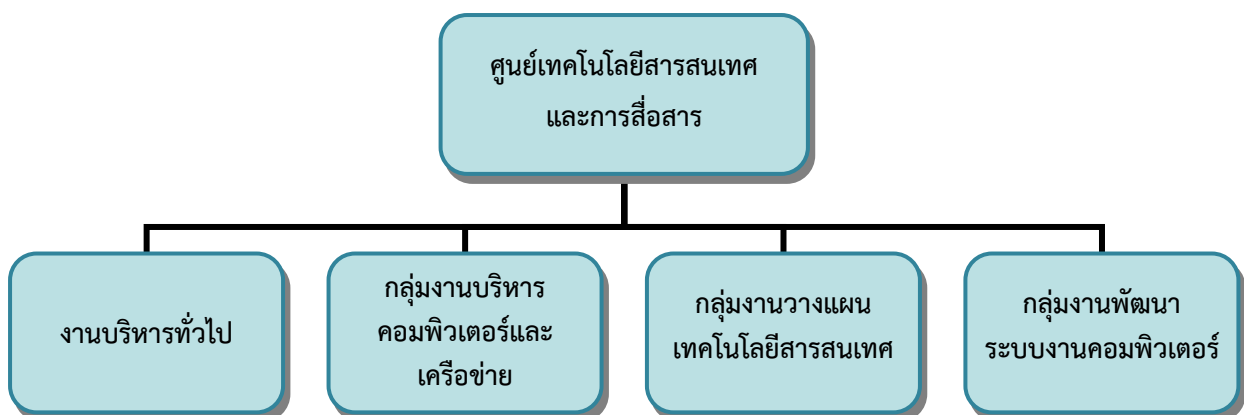 ศูนย์เทคโนโลยีสารสนเทศ
และการสื่อสาร
งานบริหารทั่วไป
กลุ่มงานบริหาร
คอมพิวเตอร์และ
เครือข่าย
กลุ่มงานวางแผน
เทคโนโลยีสารสนเทศ
กลุ่มงานพัฒนา
ระบบงานคอมพิวเตอร์